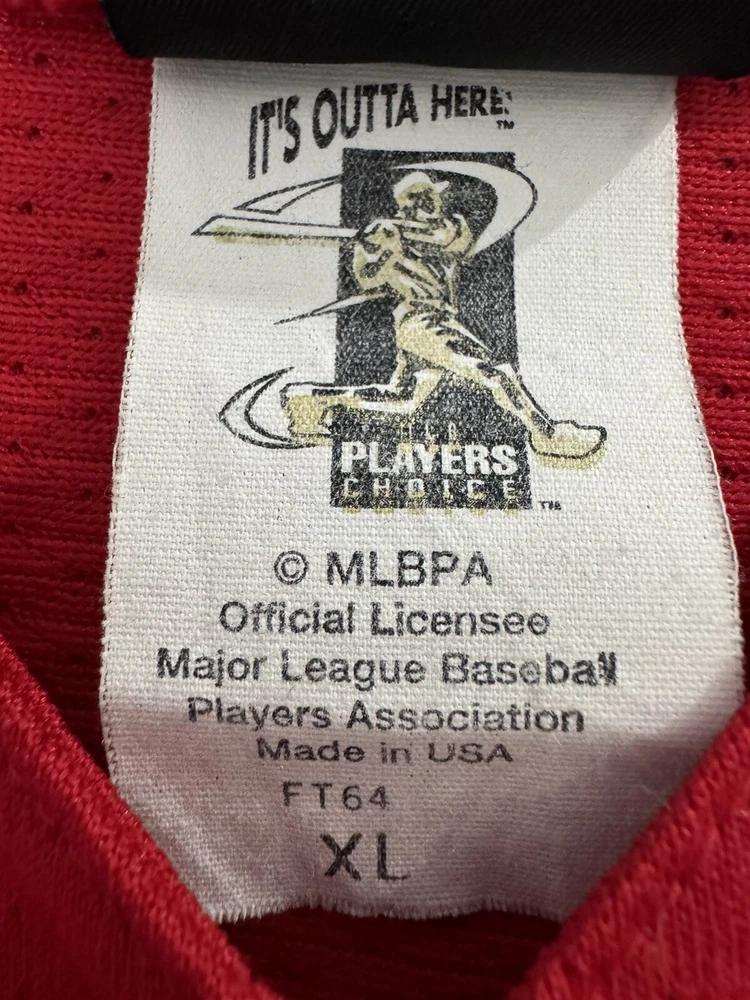 IT'S OUTTA HERE!
TM
PLAYERS
CHOICE
TM
© MLBPA
Official Licensee
Major League Baseball
Players Association
Made in USA
FT64
XL